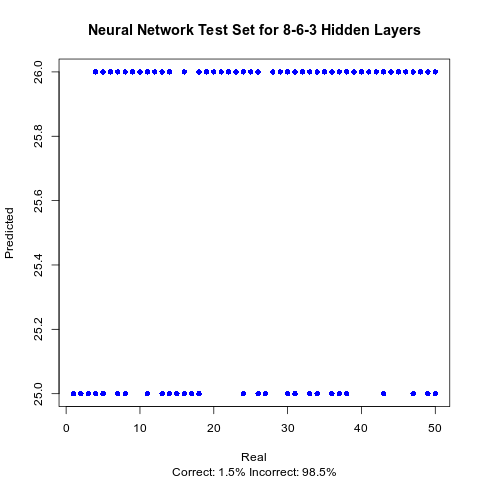 Neural Network Test Set for 8-6-3 Hidden Layers
Predicted
26.0
25.8
25.6
25.4
25.2
25.0
0 10 20 30 40 50
Real
Correct: 1.5% Incorrect: 98.5%